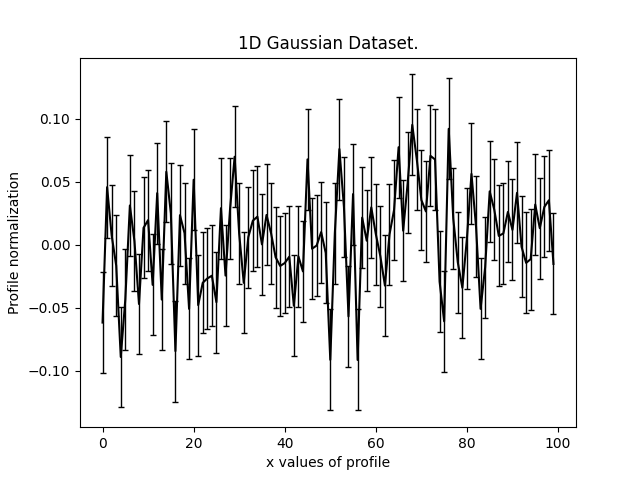 1D Gaussian Dataset.
Profile normalization
0.10
0.05
0.00
−0.05
−0.10
0 20 40 60 80 100
x values of profile